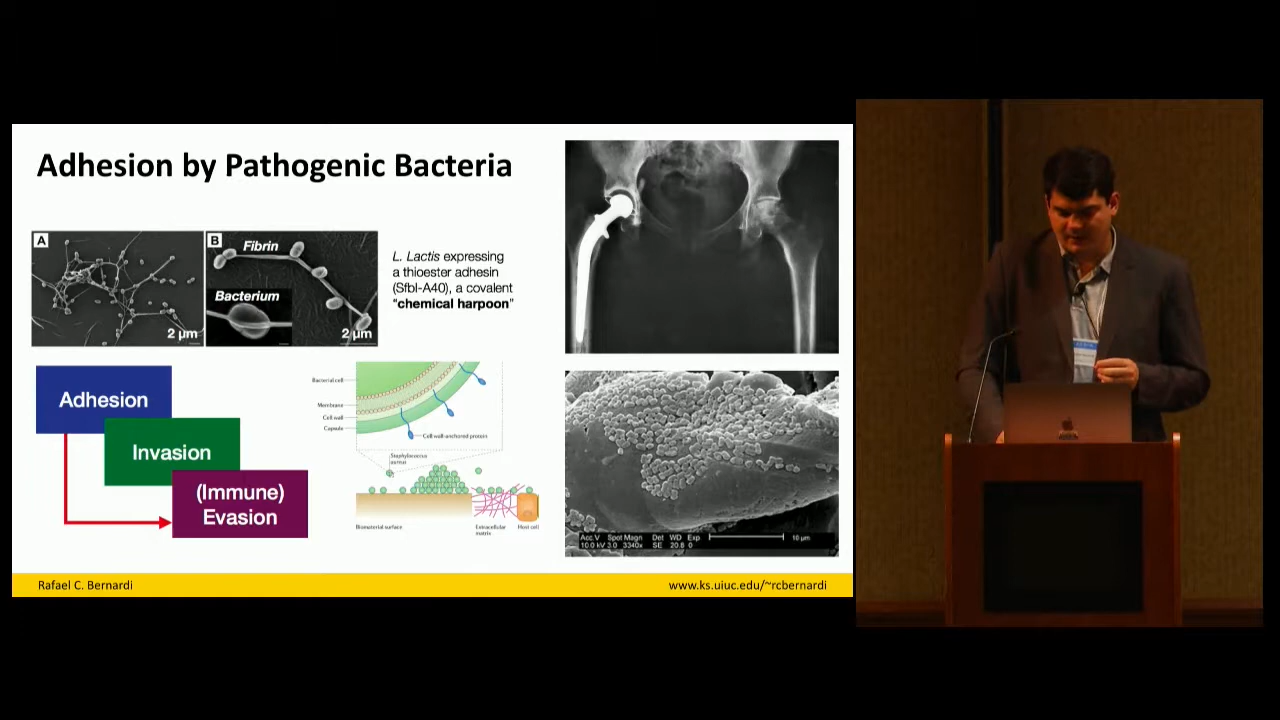 Adhesion by Pathogenic Bacteria
A
B
Fibrin
Bacterium
2 µm
2 µm
L. Lactis expressing
a thioester adhesin
(SfbI-A40), a covalent
“chemical harpoon”
Adhesion
Invasion
(Immune)
Evasion
Bacterial cell
Membrane
Cell wall
Capsule
Cell wall-anchored protein
Staphylococcus
aureus
Biomaterial surface
Extracellular
matrix
Host cell
Acc.V Spot Magn Det WD Exp
10.0 kV 3.0 3340x SE 20.8 0
10 µm
Rafael C. Bernardi
www.ks.uiuc.edu/~rcbernardi